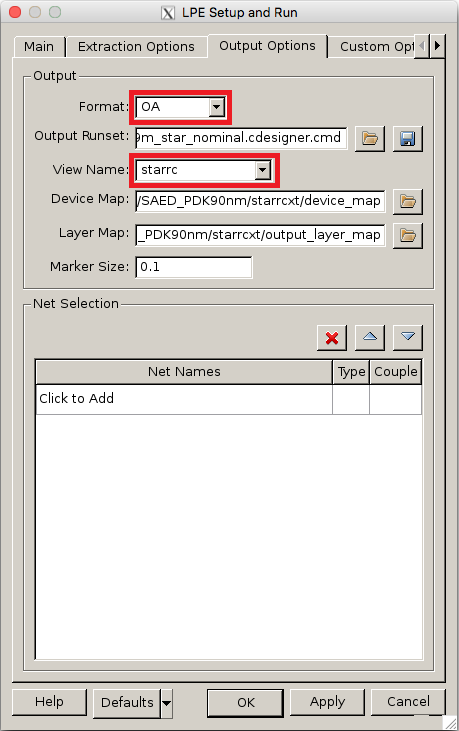 LPE Setup and Run
Main Extraction Options Output Options Custom Opt
Output
Format: OA
Output Runset: 9m_star_nominal.cdesigner.cmd
View Name: starrc
Device Map: /SAED_PDK90nm/starrcxt/device_map
Layer Map: _PDK90nm/starrcxt/output_layer_map
Marker Size: 0.1
Net Selection
Net Names Type Couple
Click to Add
Help Defaults OK Apply Cancel